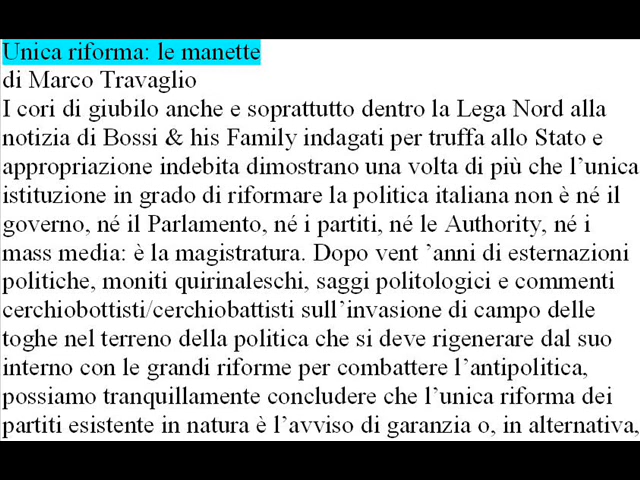 Unica riforma: le manette
di Marco Travaglio
I cori di giubilo anche e soprattutto dentro la Lega Nord alla
notizia di Bossi & his Family indagati per truffa allo Stato e
appropriazione indebita dimostrano una volta di più che l’unica
istituzione in grado di riformare la politica italiana non è né il
governo, né il Parlamento, né i partiti, né le Authority, né i
mass media: è la magistratura. Dopo vent ’anni di esternazioni
politiche, moniti quirinaleschi, saggi politologici e commenti
cerchiobottisti/cerchiobattisti sull’invasione di campo delle
toghe nel terreno della politica che si deve rigenerare dal suo
interno con le grandi riforme per combattere l’antipolitica,
possiamo tranquillamente concludere che l’unica riforma dei
partiti esistente in natura è l’avviso di garanzia o, in alternativa,